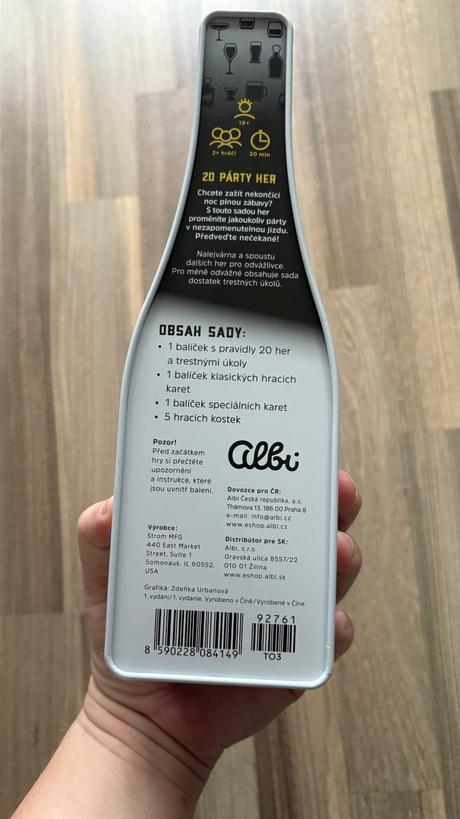 18+
2+ hráči
20 min
20 PÁRTY HER
Chcete zažít nekončící
noc plnou zábavy?
S touto sadou her
proměníte jakoukoliv párty
v nezapomenutelnou jízdu.
Předveďte nečekané!
Nalejvárna a spoustu
dalších her pro odvážlivce.
Pro méně odvážné obsahuje sada
dostatek trestných úkolů.
OBSAH SADY:
• 1 balíček s pravidly 20 her
a trestnými úkoly
• 1 balíček klasických hracích
karet
• 1 balíček speciálních karet
• 5 hracích kostek
Pozor!
Před začátkem
hry si přečtěte
upozornění
a instrukce, které
jsou uvnitř balení.
albi
Dovozce pro ČR:
Albi Česká republika, a.s.
Thámova 13, 186 00 Praha 8
e-mail: info@albi.cz
www.eshop.albi.cz
Výrobce:
Strom MFG
440 East Market
Street, Suite 1
Somonauk, IL 60552,
USA
Distribútor pre SK:
Albi, s.r.o.
Oravská ulica 8557/22
010 01 Žilina
www.eshop.albi.sk
Grafika: Zdeňka Urbanová
1. vydání/1. vydanie, Vyrobeno v Číně/Vyrobené v Číne.
8 590228 084149
92761
TO3